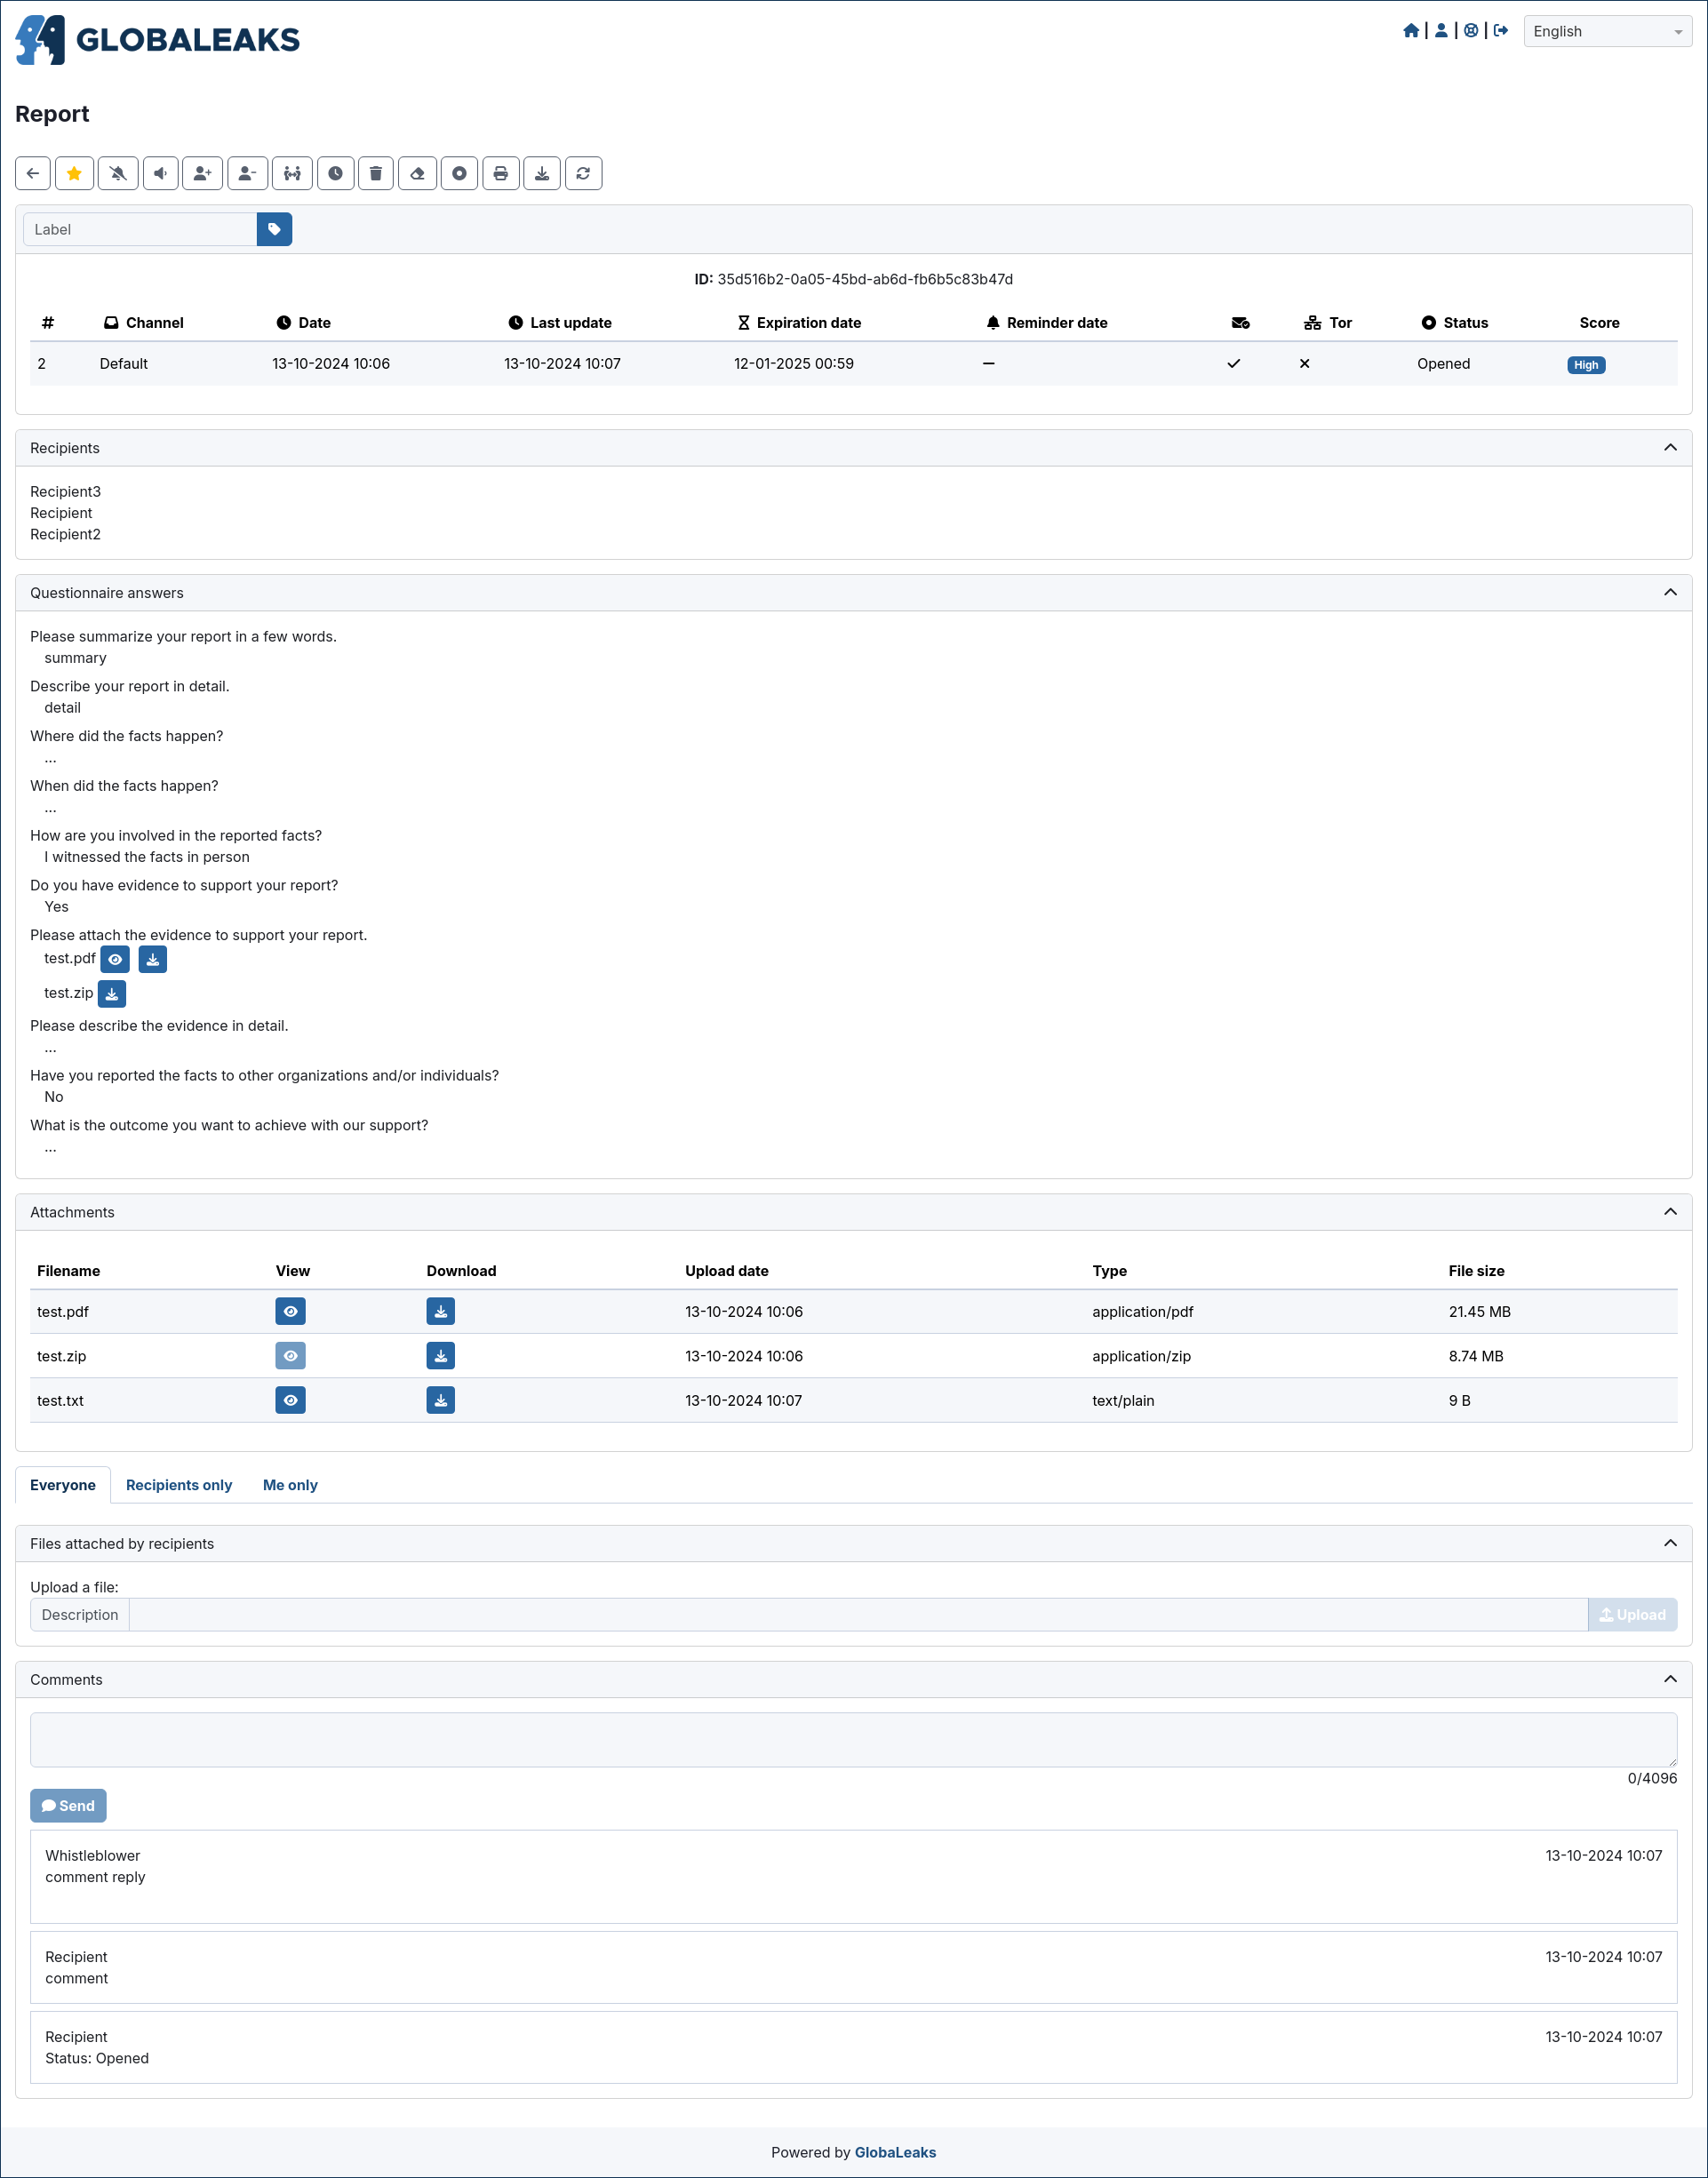 GLOBALEAKS
English
Report
Label
ID: 35d516b2-0a05-45bd-ab6d-fb6b5c83b47d
# Channel Date Last update Expiration date Reminder date Tor Status Score
2 Default 13-10-2024 10:06 13-10-2024 10:07 12-01-2025 00:59 — Opened High
Recipients
Recipient3
Recipient
Recipient2
Questionnaire answers
Please summarize your report in a few words.
summary
Describe your report in detail.
detail
Where did the facts happen?
...
When did the facts happen?
...
How are you involved in the reported facts?
I witnessed the facts in person
Do you have evidence to support your report?
Yes
Please attach the evidence to support your report.
test.pdf
test.zip
Please describe the evidence in detail.
...
Have you reported the facts to other organizations and/or individuals?
No
What is the outcome you want to achieve with our support?
...
Attachments
Filename View Download Upload date Type File size
test.pdf 13-10-2024 10:06 application/pdf 21.45 MB
test.zip 13-10-2024 10:06 application/zip 8.74 MB
test.txt 13-10-2024 10:07 text/plain 9 B
Everyone Recipients only Me only
Files attached by recipients
Upload a file:
Description Upload
Comments
0/4096
Send
Whistleblower 13-10-2024 10:07
comment reply
Recipient 13-10-2024 10:07
comment
Recipient 13-10-2024 10:07
Status: Opened
Powered by GlobaLeaks